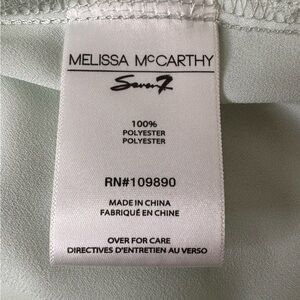 MELISSA McCARTHY
Seven7
100%
POLYESTER
POLYESTER
RN#109890
MADE IN CHINA
FABRIQUÉ EN CHINE
OVER FOR CARE
DIRECTIVES D'ENTRETIEN AU VERSO